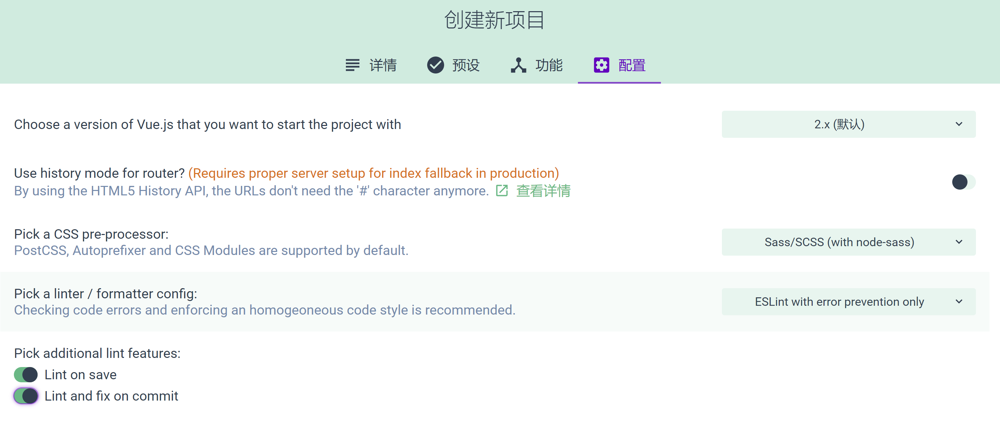 创建新项目
详情 预设 功能 配置
Choose a version of Vue.js that you want to start the project with 2.x (默认)
Use history mode for router? (Requires proper server setup for index fallback in production)
By using the HTML5 History API, the URLs don't need the '#' character anymore. 查看详情
Pick a CSS pre-processor:
PostCSS, Autoprefixer and CSS Modules are supported by default.
Sass/SCSS (with node-sass)
Pick a linter / formatter config:
Checking code errors and enforcing an homogeoneous code style is recommended.
ESLint with error prevention only
Pick additional lint features:
Lint on save
Lint and fix on commit